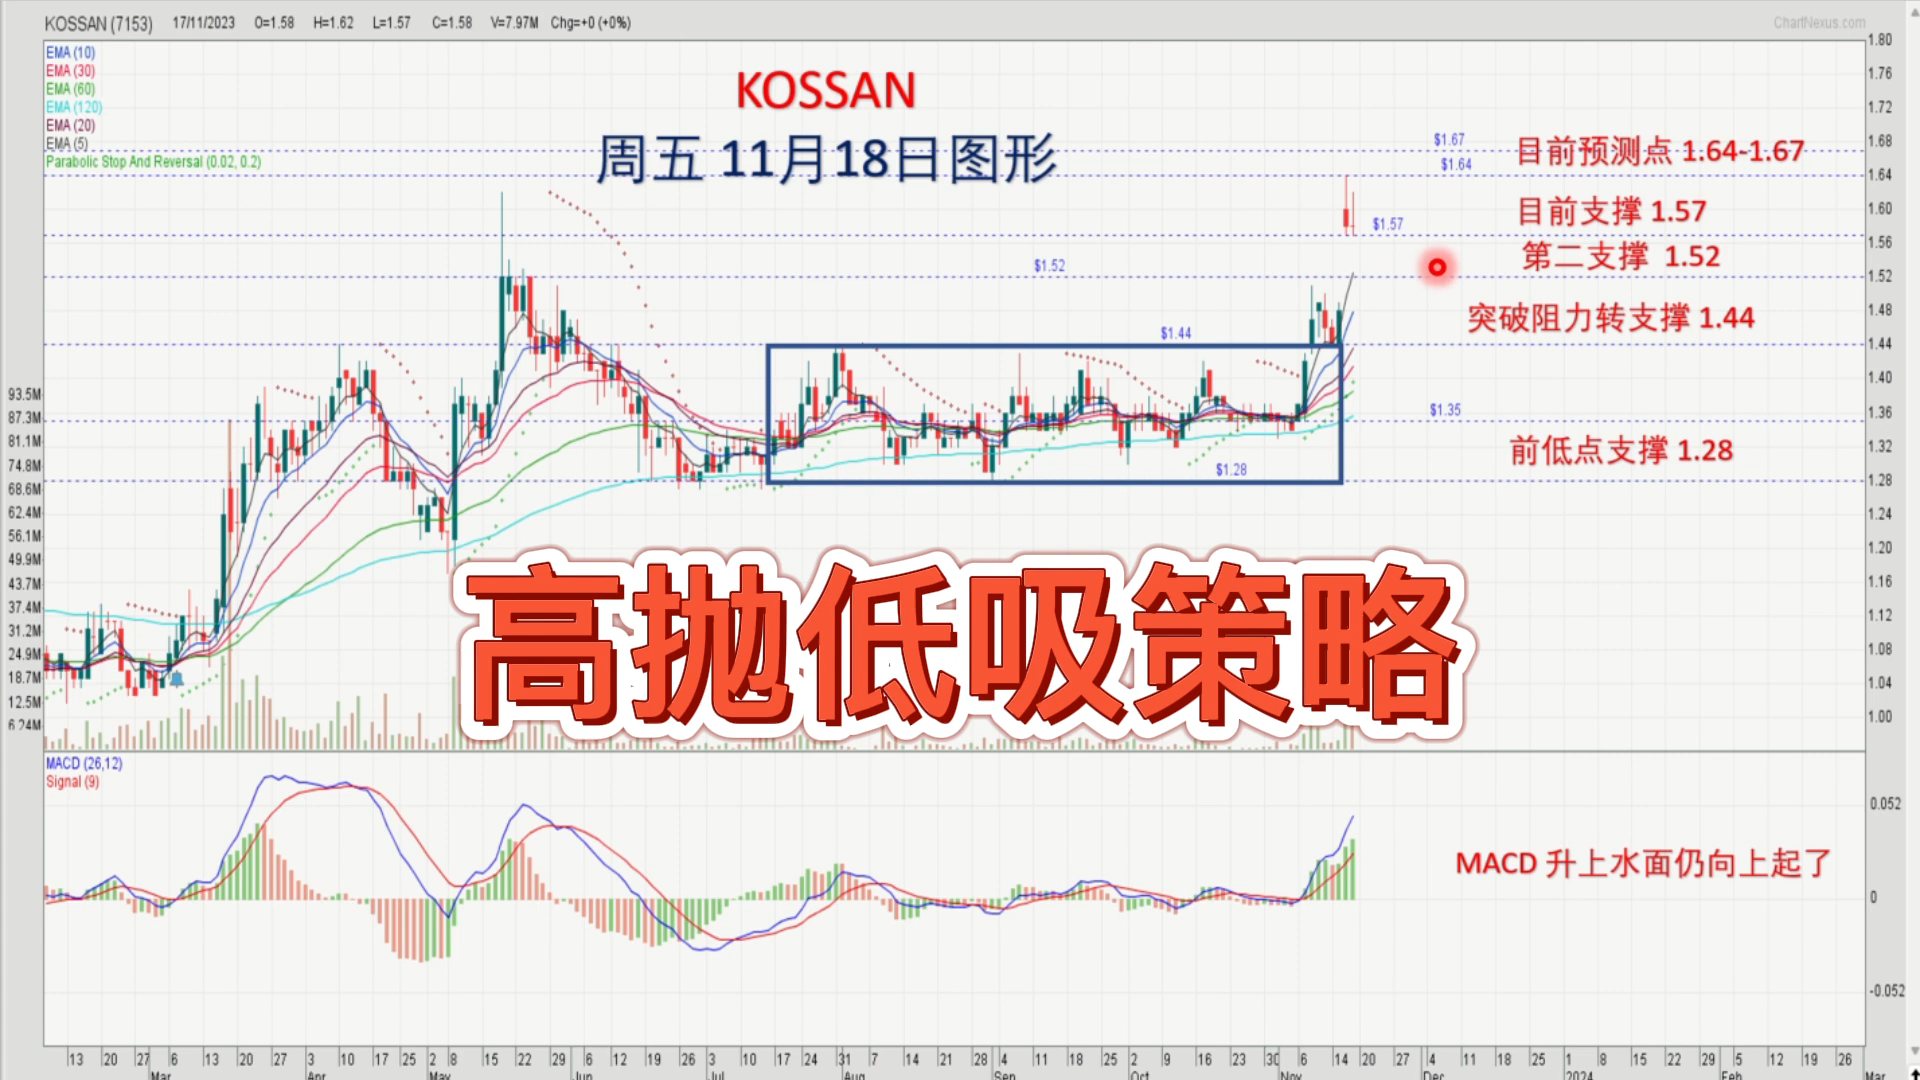 KOSSAN (7153) 17/11/2023 O=1.58 H=1.62 L=1.57 C=1.58 V=7.97M Chg=+0 (+0%)
ChartNexus.com
EMA (10)
EMA (30)
EMA (60)
EMA (120)
EMA (20)
EMA (5)
Parabolic Stop And Reversal (0.02, 0.2)
KOSSAN
周五 11月18日图形
$1.67
$1.64
$1.57
$1.52
$1.44
$1.35
$1.28
目前预测点 1.64-1.67
目前支撑 1.57
第二支撑 1.52
突破阻力转支撑 1.44
前低点支撑 1.28
1.80
1.76
1.72
1.68
1.64
1.60
1.56
1.52
1.48
1.44
1.40
1.36
1.32
1.28
1.24
1.20
1.16
1.12
1.08
1.04
1.00
93.5M
87.3M
81.1M
74.8M
68.6M
62.4M
56.1M
49.9M
43.7M
37.4M
31.2M
24.9M
18.7M
12.5M
6.74M
高抛低吸策略
MACD (26,12)
Signal (9)
MACD 升上水面仍向上起了
0.052
0
-0.052
13 20 27 6 13 20 27 3 10 17 25 2 8 15 22 29 6 12 19 26 3 10 17 24 31 7 14 21 28 4 11 18 25 2 9 16 23 30 6 14 20 27 4 11 18 25 1 8 15 22 29 5 12 19 26
Mar Apr May Jun Jul Aug Sep Oct Nov Dec 2024 Feb Mar